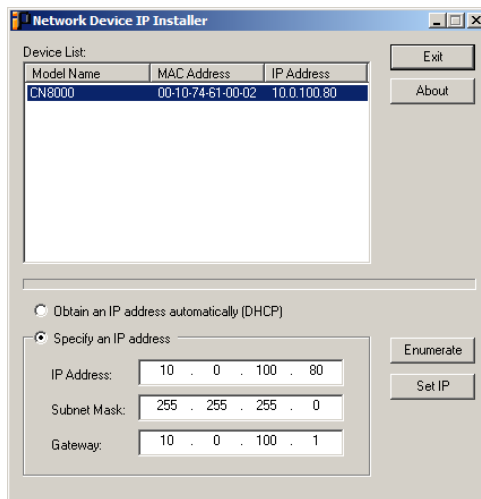 Network Device IP Installer
Device List:
Exit
Model Name MAC Address IP Address
CN8000 00-10-74-61-00-02 10.0.100.80
About
Obtain an IP address automatically (DHCP)
Specify an IP address
Enumerate
IP Address: 10 . 0 . 100 . 80
Set IP
Subnet Mask: 255 . 255 . 255 . 0
Gateway: 10 . 0 . 100 . 1